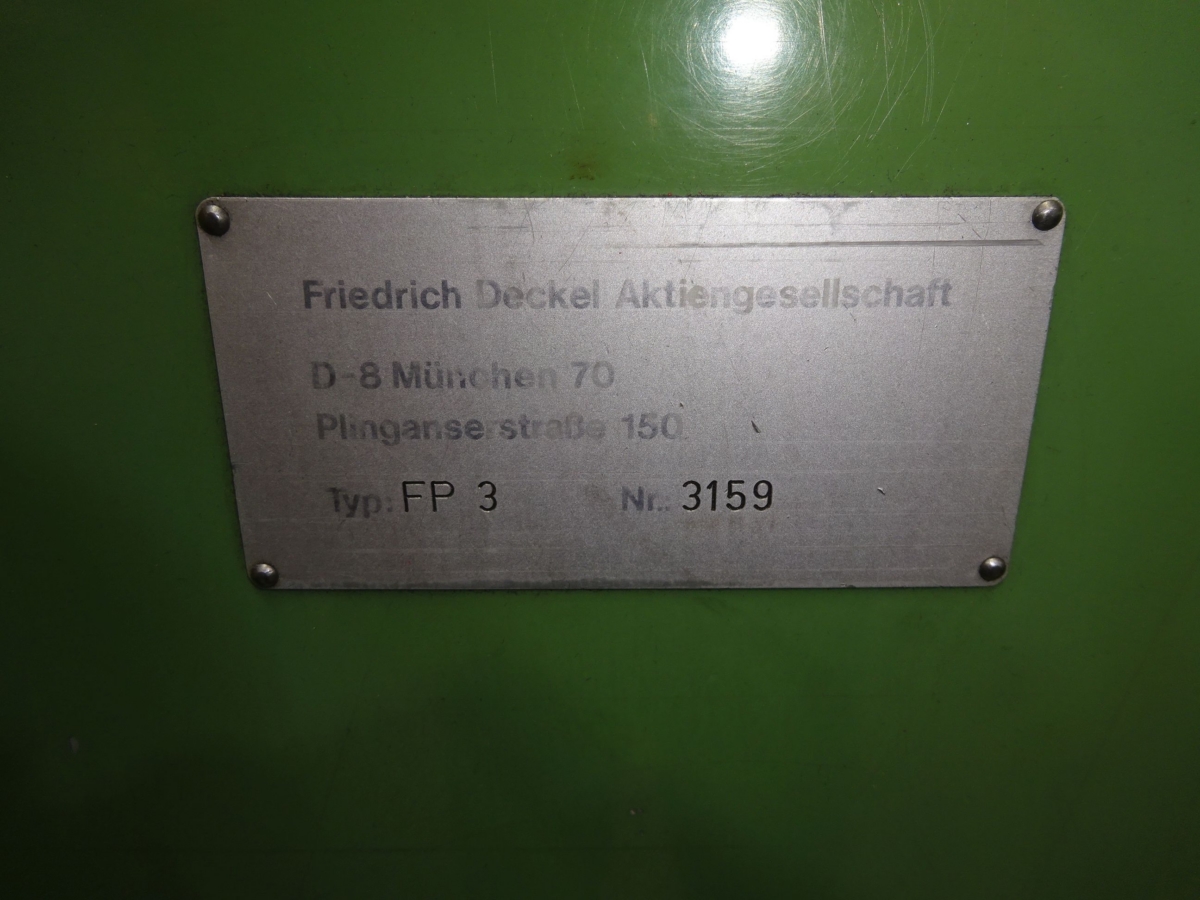 Friedrich Deckel Aktiengesellschaft
D-8 München 70
Plinganserstraße 150
Typ: FP 3 Nr.: 3159